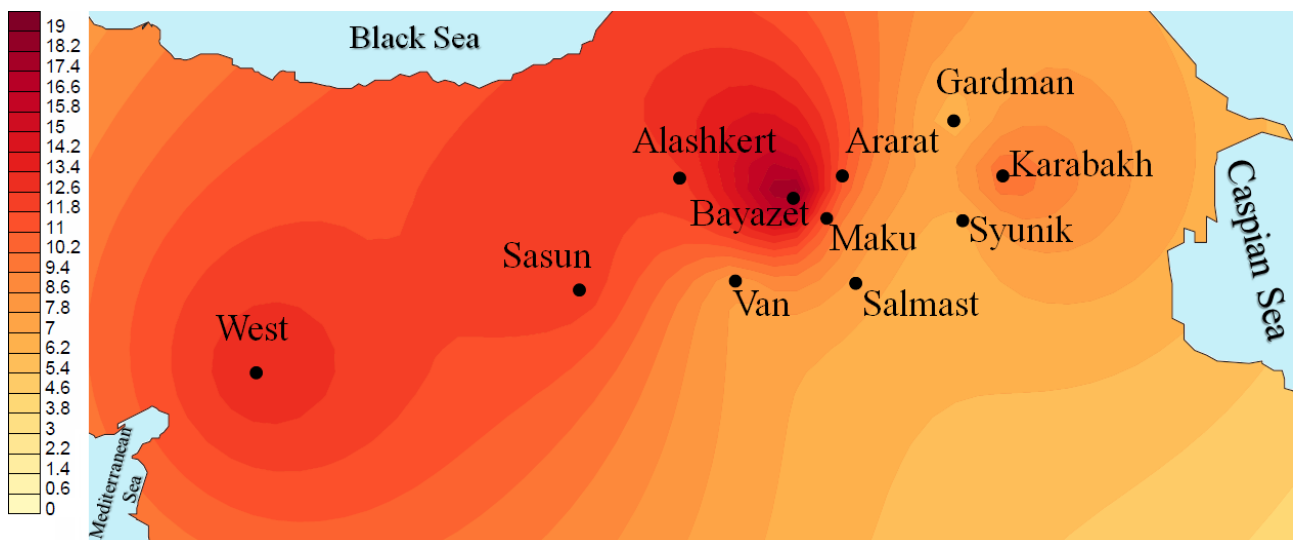 19
18.2
17.4
16.6
15.8
15
14.2
13.4
12.6
11.8
11
10.2
9.4
8.6
7.8
7
6.2
5.4
4.6
3.8
3
2.2
1.4
0.6
0
Black Sea
Gardman
Alashkert
Ararat
Karabakh
Bayazet
Maku
Syunik
Sasun
Van
Salmast
West
Caspian Sea
Mediterranean
Sea